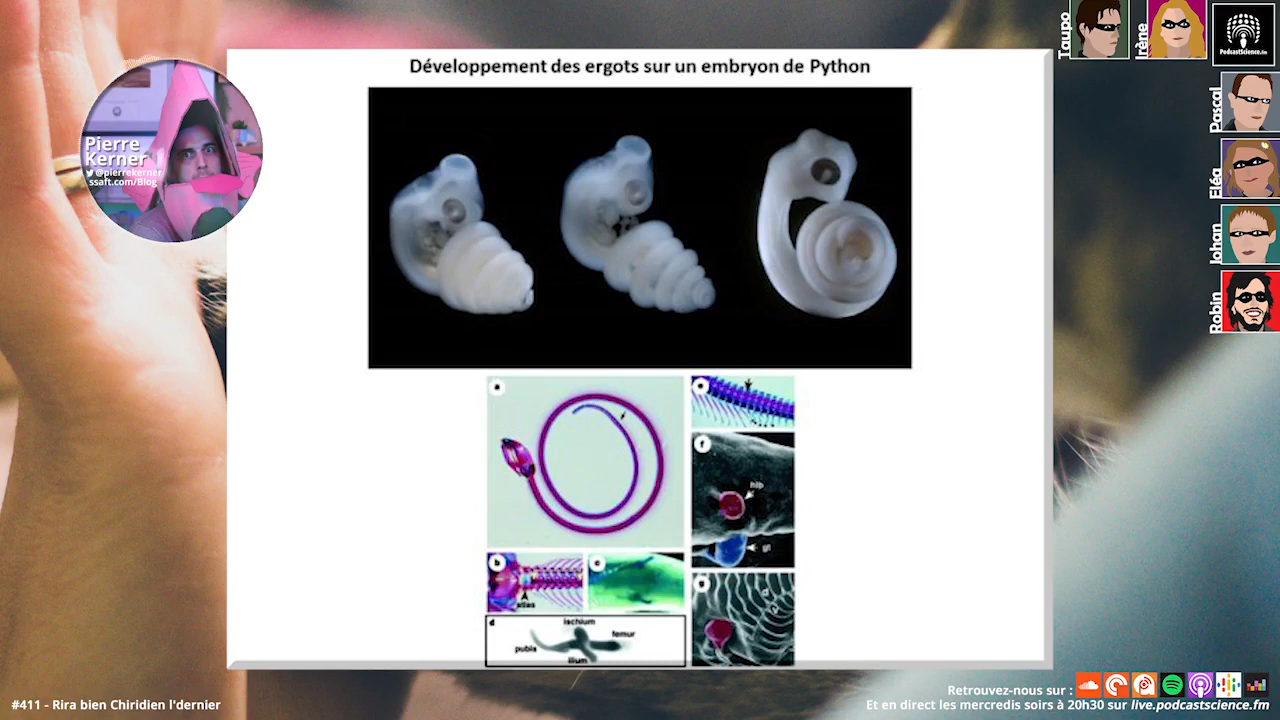 Développement des ergots sur un embryon de Python
Pierre
Kerner
@pierrekerner
ssaft.com/Blog
Taupo
Irène
PodcastScience.fm
Pascal
Eléa
Johan
Robin
a
e
f
hip
b
atlas
c
g
d
ischium
femur
pubis
ilium
#411 - Rira bien Chiridien l'dernier
Retrouvez-nous sur :
Et en direct les mercredis soirs à 20h30 sur live.podcastscience.fm